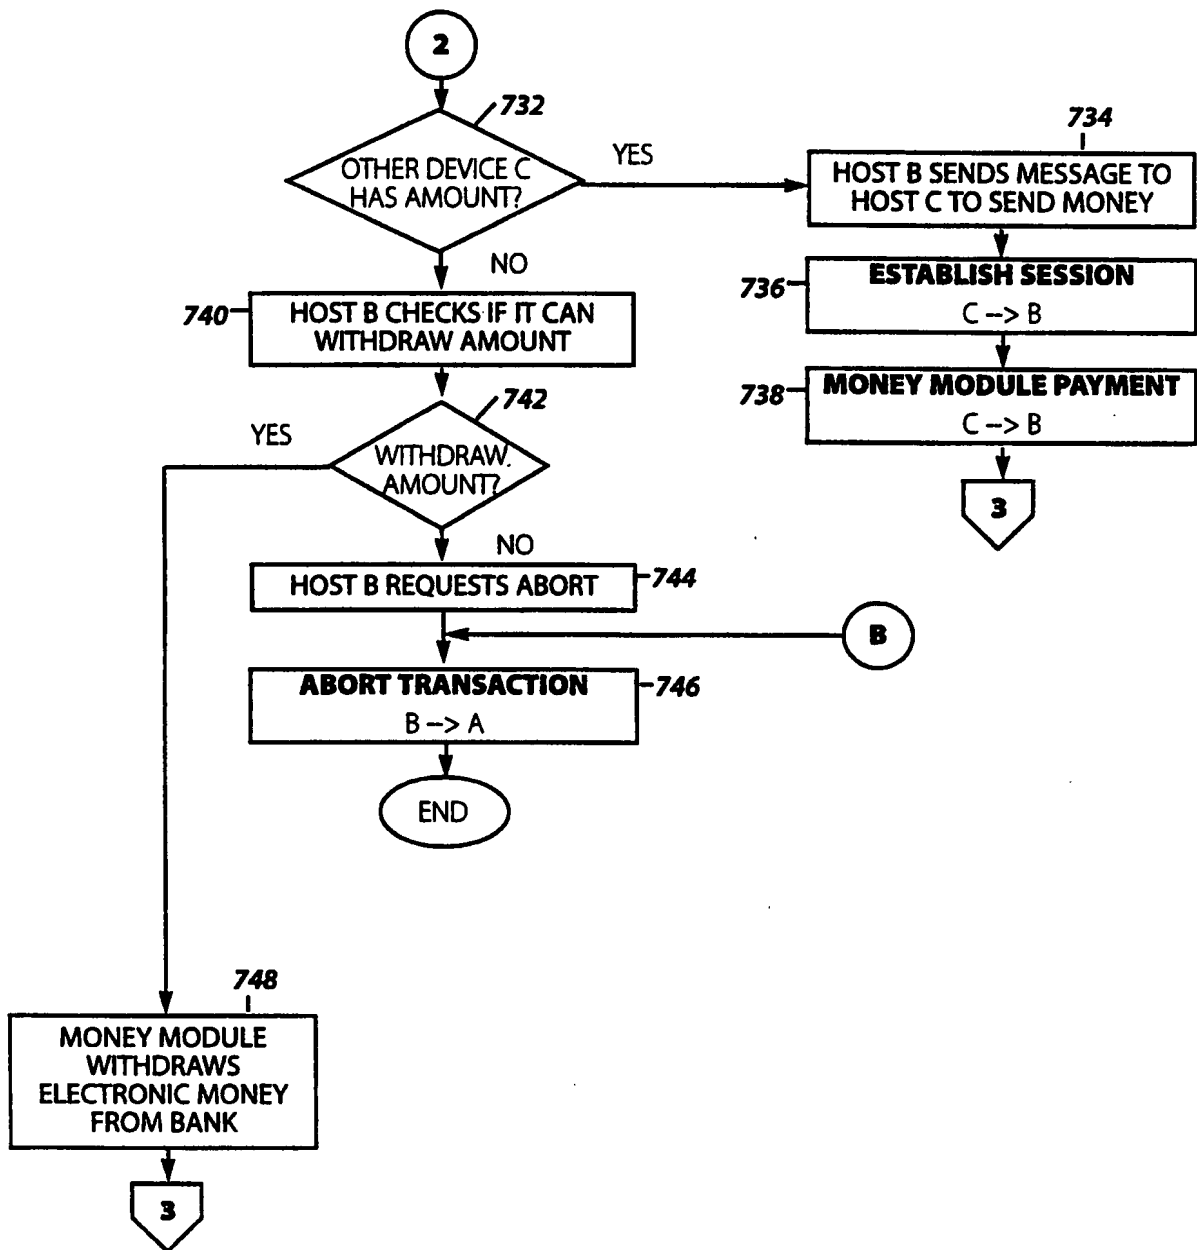 2
732
OTHER DEVICE C
HAS AMOUNT?
YES
734
HOST B SENDS MESSAGE TO
HOST C TO SEND MONEY
NO
736
ESTABLISH SESSION
C --> B
740
HOST B CHECKS IF IT CAN
WITHDRAW AMOUNT
738
MONEY MODULE PAYMENT
C --> B
3
742
YES
WITHDRAW
AMOUNT?
NO
HOST B REQUESTS ABORT
744
B
ABORT TRANSACTION
B --> A
746
END
748
MONEY MODULE
WITHDRAWS
ELECTRONIC MONEY
FROM BANK
3